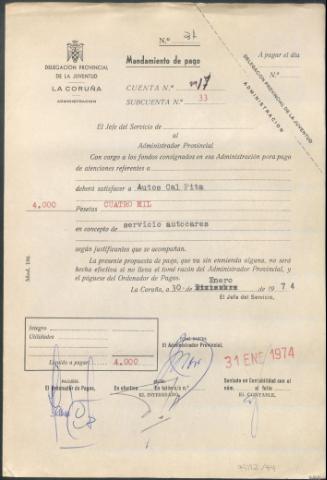 N.º 31
DELEGACIÓN PROVINCIAL
DE LA JUVENTUD
LA CORUÑA
ADMINISTRACIÓN
Mandamiento de pago
CUENTA N.º
SUBCUENTA N.º 33
A pagar el día
N.º
DELEGACIÓN PROVINCIAL DE LA JUVENTUD
ADMINISTRACIÓN
El Jefe del Servicio de
al
Administrador Provincial
Con cargo a los fondos consignados en esa Administración para pago
de atenciones referentes a
deberá satisfacer a Autos Cal Pita
4.000 Pesetas CUATRO MIL
en concepto de servicio autocares
según justificantes que se acompañan.
La presente propuesta de pago, que va sin enmienda alguna, no será
hecha efectiva si no lleva el tomé razón del Administrador Provincial, y
el páguese del Ordenador de Pagos.
Enero
La Coruña, a 30 de Diciembre de 1974
El Jefe del Servicio,
Mod. 106
Integro
Utilidades
Líquido a pagar 4.000
TOMÉ RAZÓN
El Administrador Provincial,
31 ENE 1974
PÁGUESE:
El Ordenador de Pagos,
En efectivo
En talón c/c n.º
EL INTERESADO,
Sentado en Contabilidad con el
núm. al folio
EL CONTABLE,